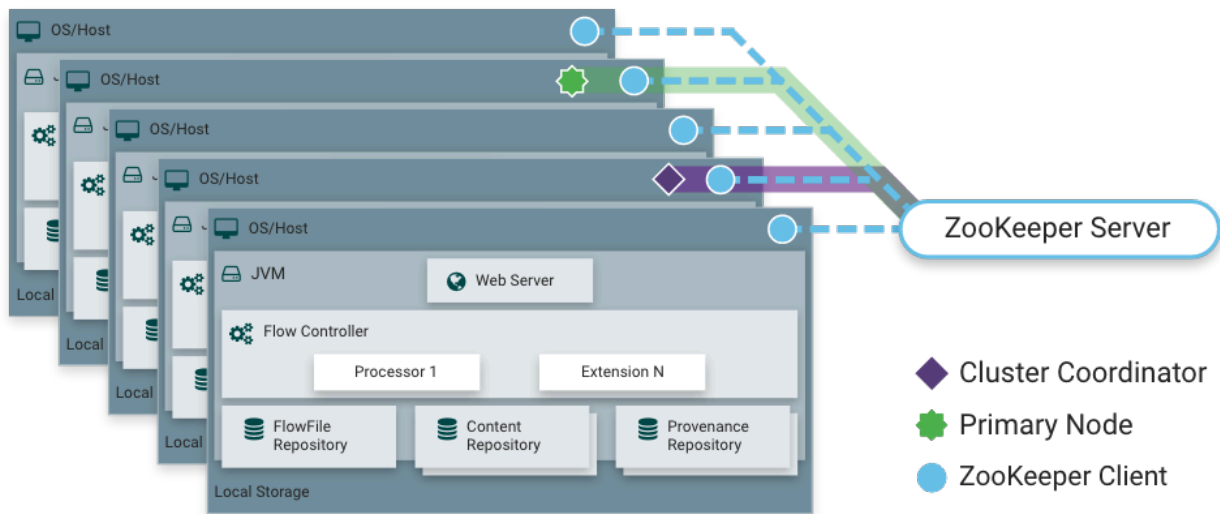 OS/Host
OS/Host
OS/Host
OS/Host
OS/Host
JVM
Web Server
Flow Controller
Processor 1
Extension N
FlowFile
Repository
Content
Repository
Provenance
Repository
Local Storage
Local
Local
Local
Local
ZooKeeper Server
Cluster Coordinator
Primary Node
ZooKeeper Client